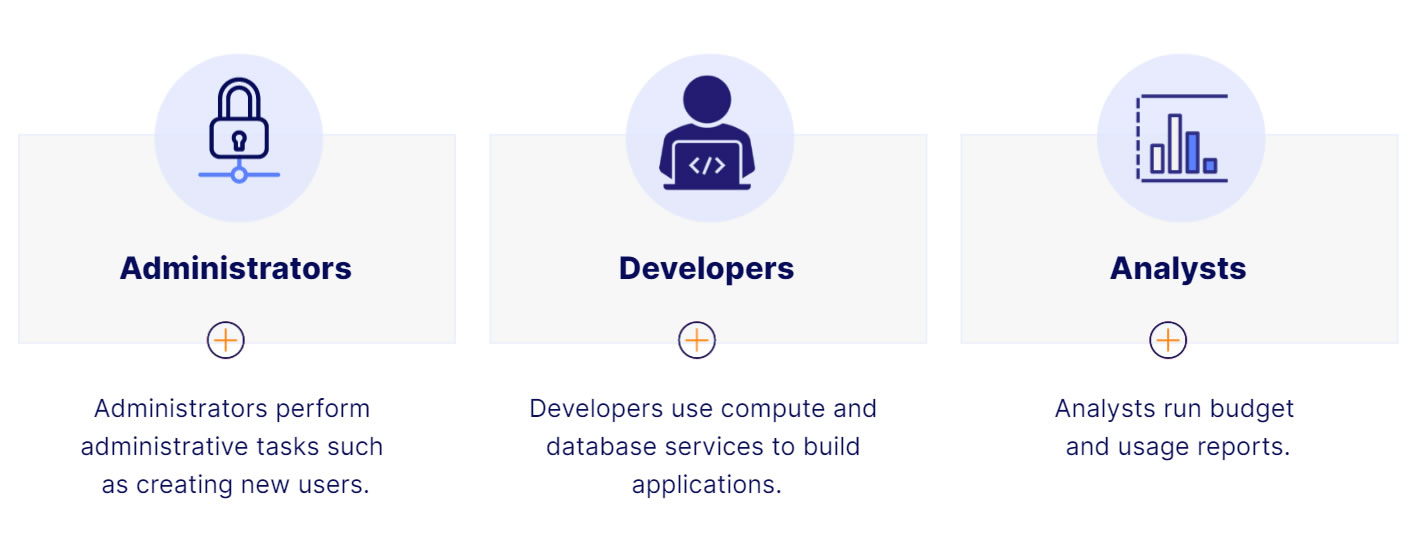 Administrators
Administrators perform
administrative tasks such
as creating new users.
</>
Developers
Developers use compute and
database services to build
applications.
Analysts
Analysts run budget
and usage reports.